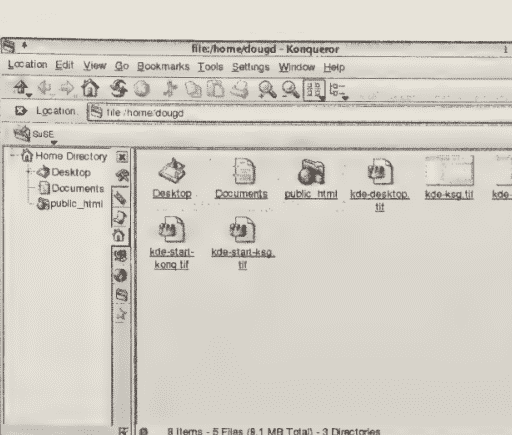 file:/home/dougd - Konqueror
Location Edit View Go Bookmarks Tools Settings Window Help
Location: file:/home/dougd
SuSE
Home Directory
Desktop
Documents
public_html
Desktop Documents public_html kde-desktop.tif kde-ksg.tif kde-
kde-start-konq.tif kde-start-ksg.tif
8 Items - 5 Files (9.1 MB Total) - 3 Directories